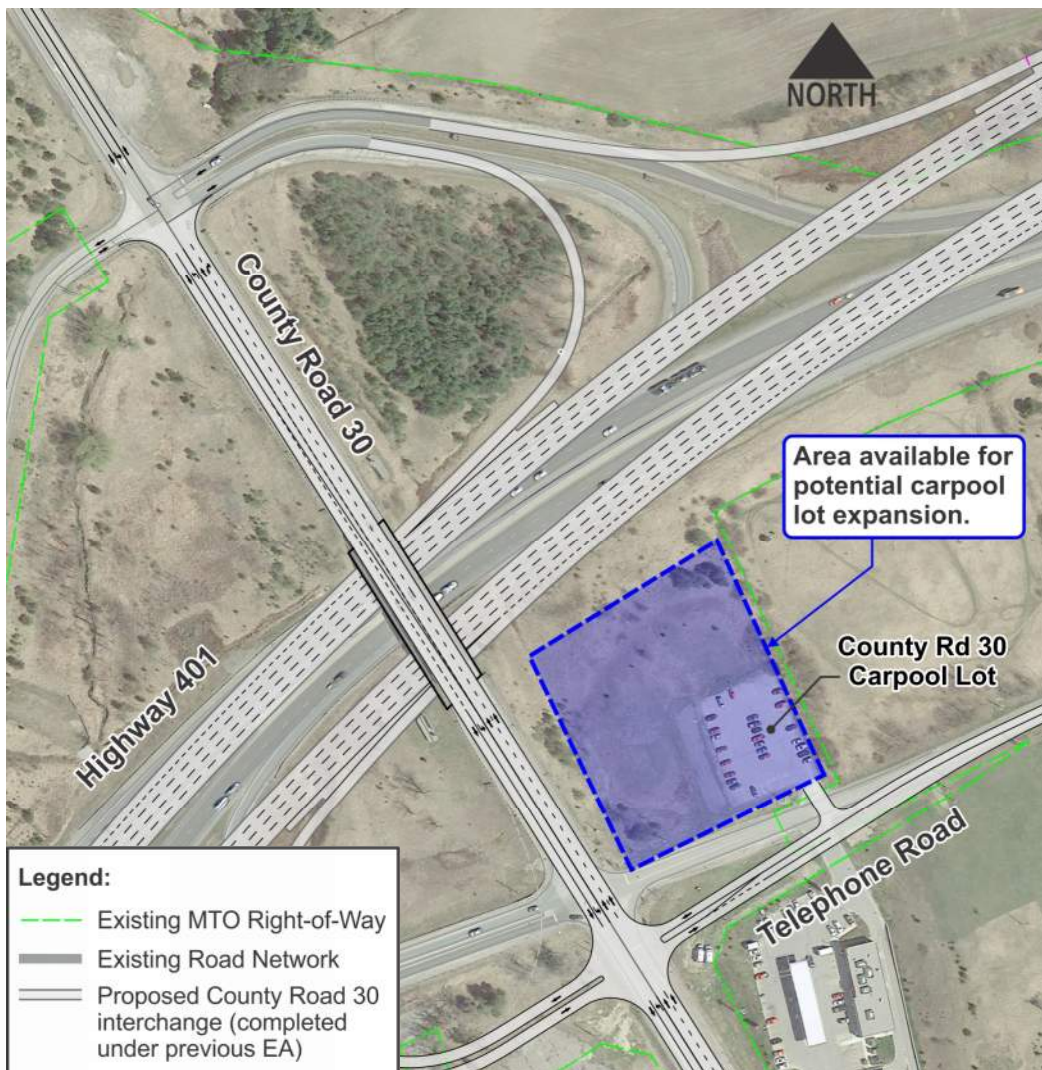 NORTH
County Road 30
Area available for
potential carpool
lot expansion.
County Rd 30
Carpool Lot
Highway 401
Telephone Road
Legend:
Existing MTO Right-of-Way
Existing Road Network
Proposed County Road 30
interchange (completed
under previous EA)